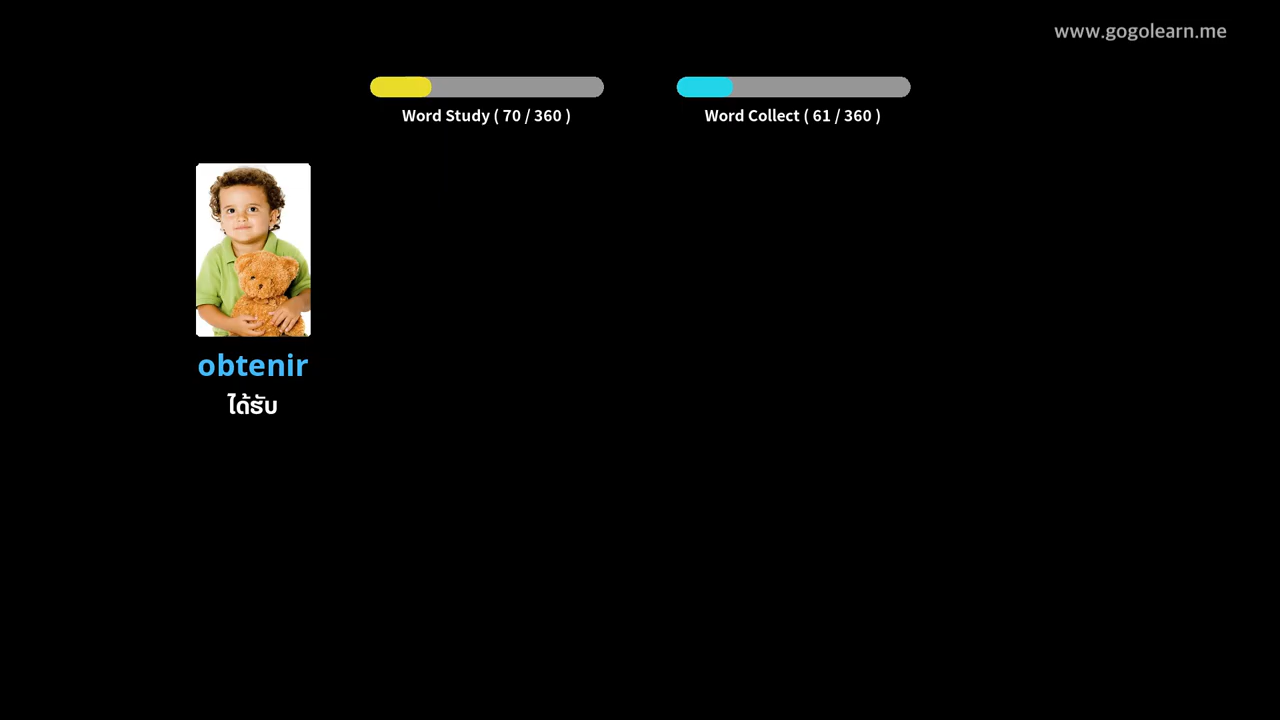 www.gogolearn.me
Word Study ( 70 / 360 )
Word Collect ( 61 / 360 )
obtenir
ได้รับ